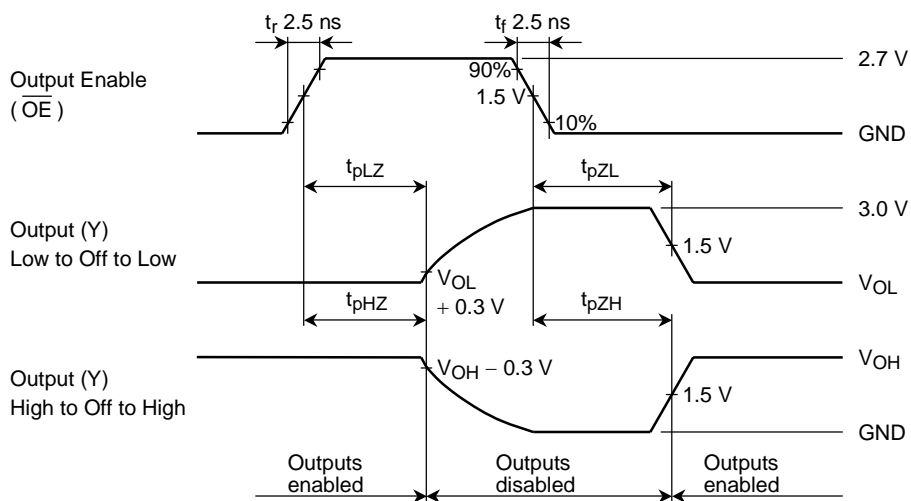 tr 2.5 ns
tf 2.5 ns
Output Enable
(OE)
90%
1.5 V
10%
2.7 V
GND
tpLZ
tpZL
Output (Y)
Low to Off to Low
3.0 V
1.5 V
VOL
+ 0.3 V
VOL
tpHZ
tpZH
Output (Y)
High to Off to High
VOH − 0.3 V
VOH
1.5 V
GND
Outputs
enabled
Outputs
disabled
Outputs
enabled